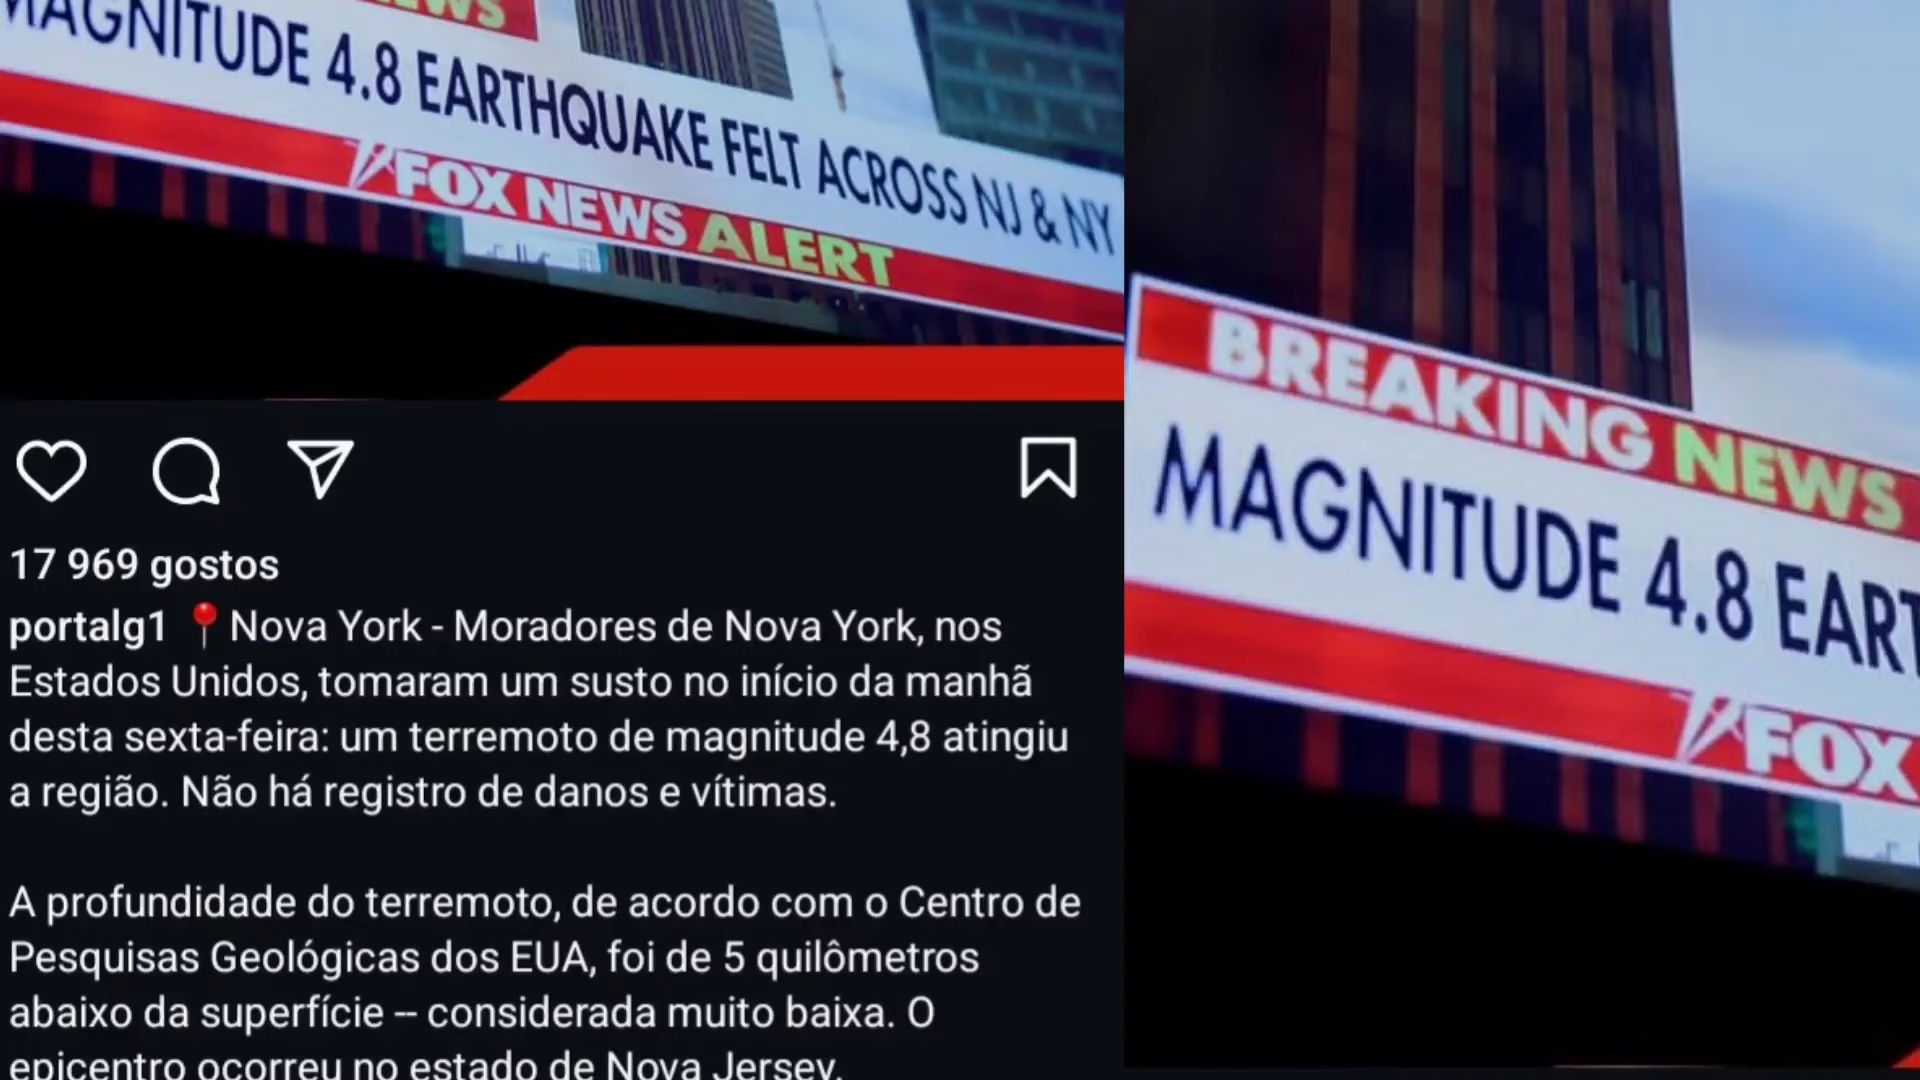 NEWS
MAGNITUDE 4.8 EARTHQUAKE FELT ACROSS NJ & NY
FOX NEWS ALERT
17 969 gostos
portalg1 📍Nova York - Moradores de Nova York, nos
Estados Unidos, tomaram um susto no início da manhã
desta sexta-feira: um terremoto de magnitude 4,8 atingiu
a região. Não há registro de danos e vítimas.
A profundidade do terremoto, de acordo com o Centro de
Pesquisas Geológicas dos EUA, foi de 5 quilômetros
abaixo da superfície -- considerada muito baixa. O
epicentro ocorreu no estado de Nova Jersey.
BREAKING NEWS
MAGNITUDE 4.8 EART
FOX